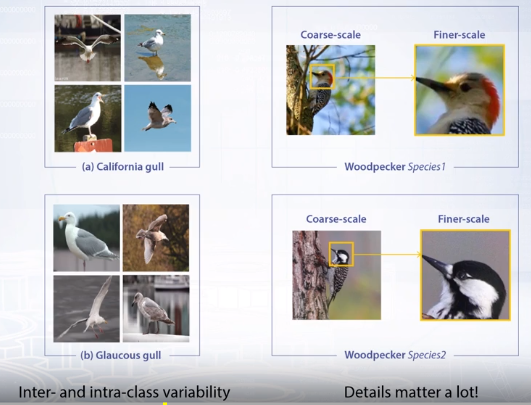 (a) California gull
(b) Glaucous gull
Inter- and intra-class variability
Coarse-scale
Finer-scale
Woodpecker Species1
Coarse-scale
Finer-scale
Woodpecker Species2
Details matter a lot!